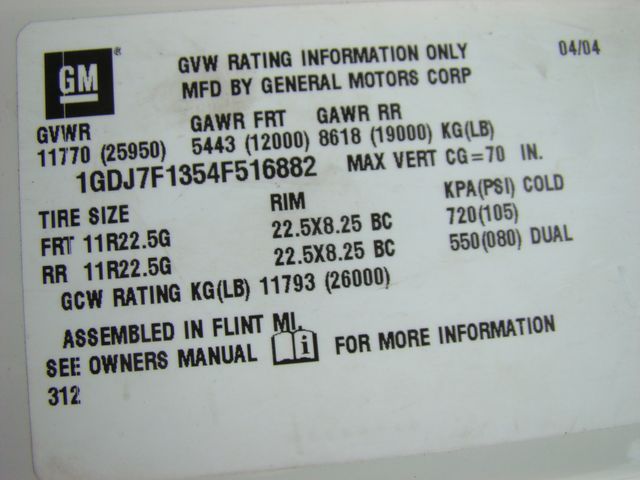 GM ® GVW RATING INFORMATION ONLY 04/04
MFD BY GENERAL MOTORS CORP
GVWR GAWR FRT GAWR RR
11770 (25950) 5443 (12000) 8618 (19000) KG(LB)
1GDJ7F1354F516882 MAX VERT CG=70 IN.
TIRE SIZE RIM KPA(PSI) COLD
FRT 11R22.5G 22.5X8.25 BC 720(105)
RR 11R22.5G 22.5X8.25 BC 550(080) DUAL
GCW RATING KG(LB) 11793 (26000)
ASSEMBLED IN FLINT MI.
SEE OWNERS MANUAL i FOR MORE INFORMATION
312